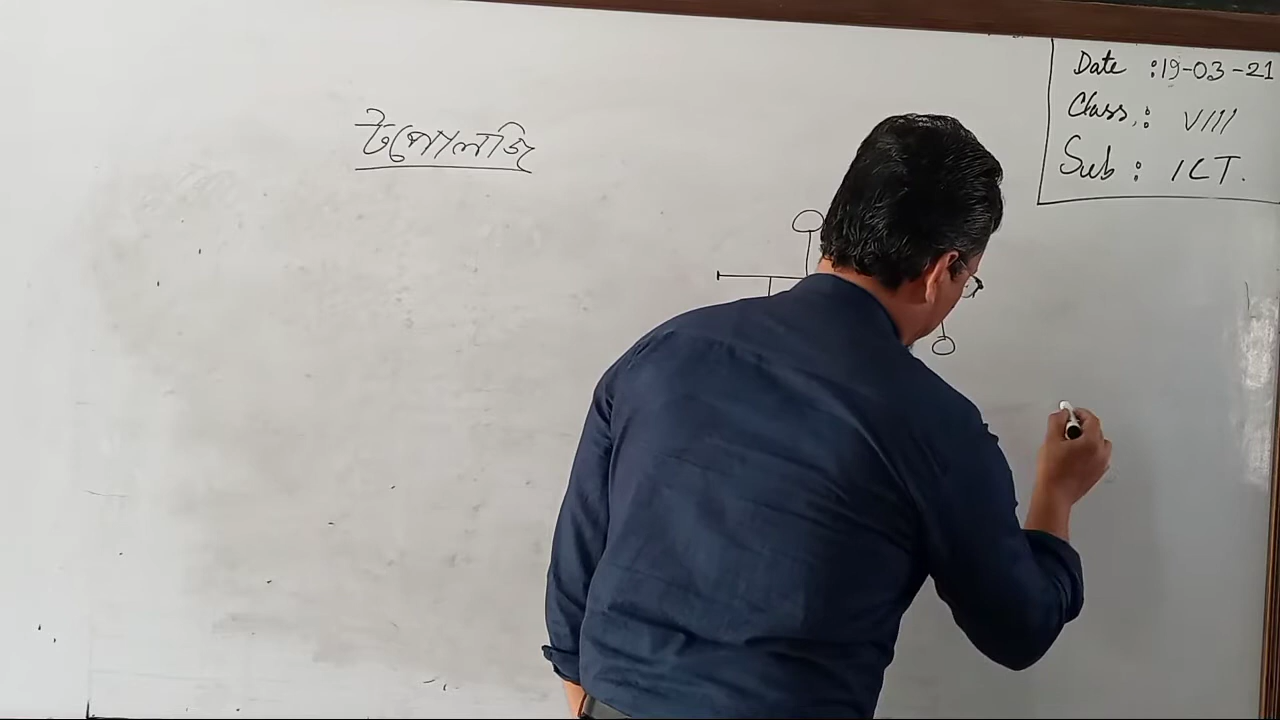 টপোলজি
Date : 19-03-21
Class : VIII
Sub : ICT.